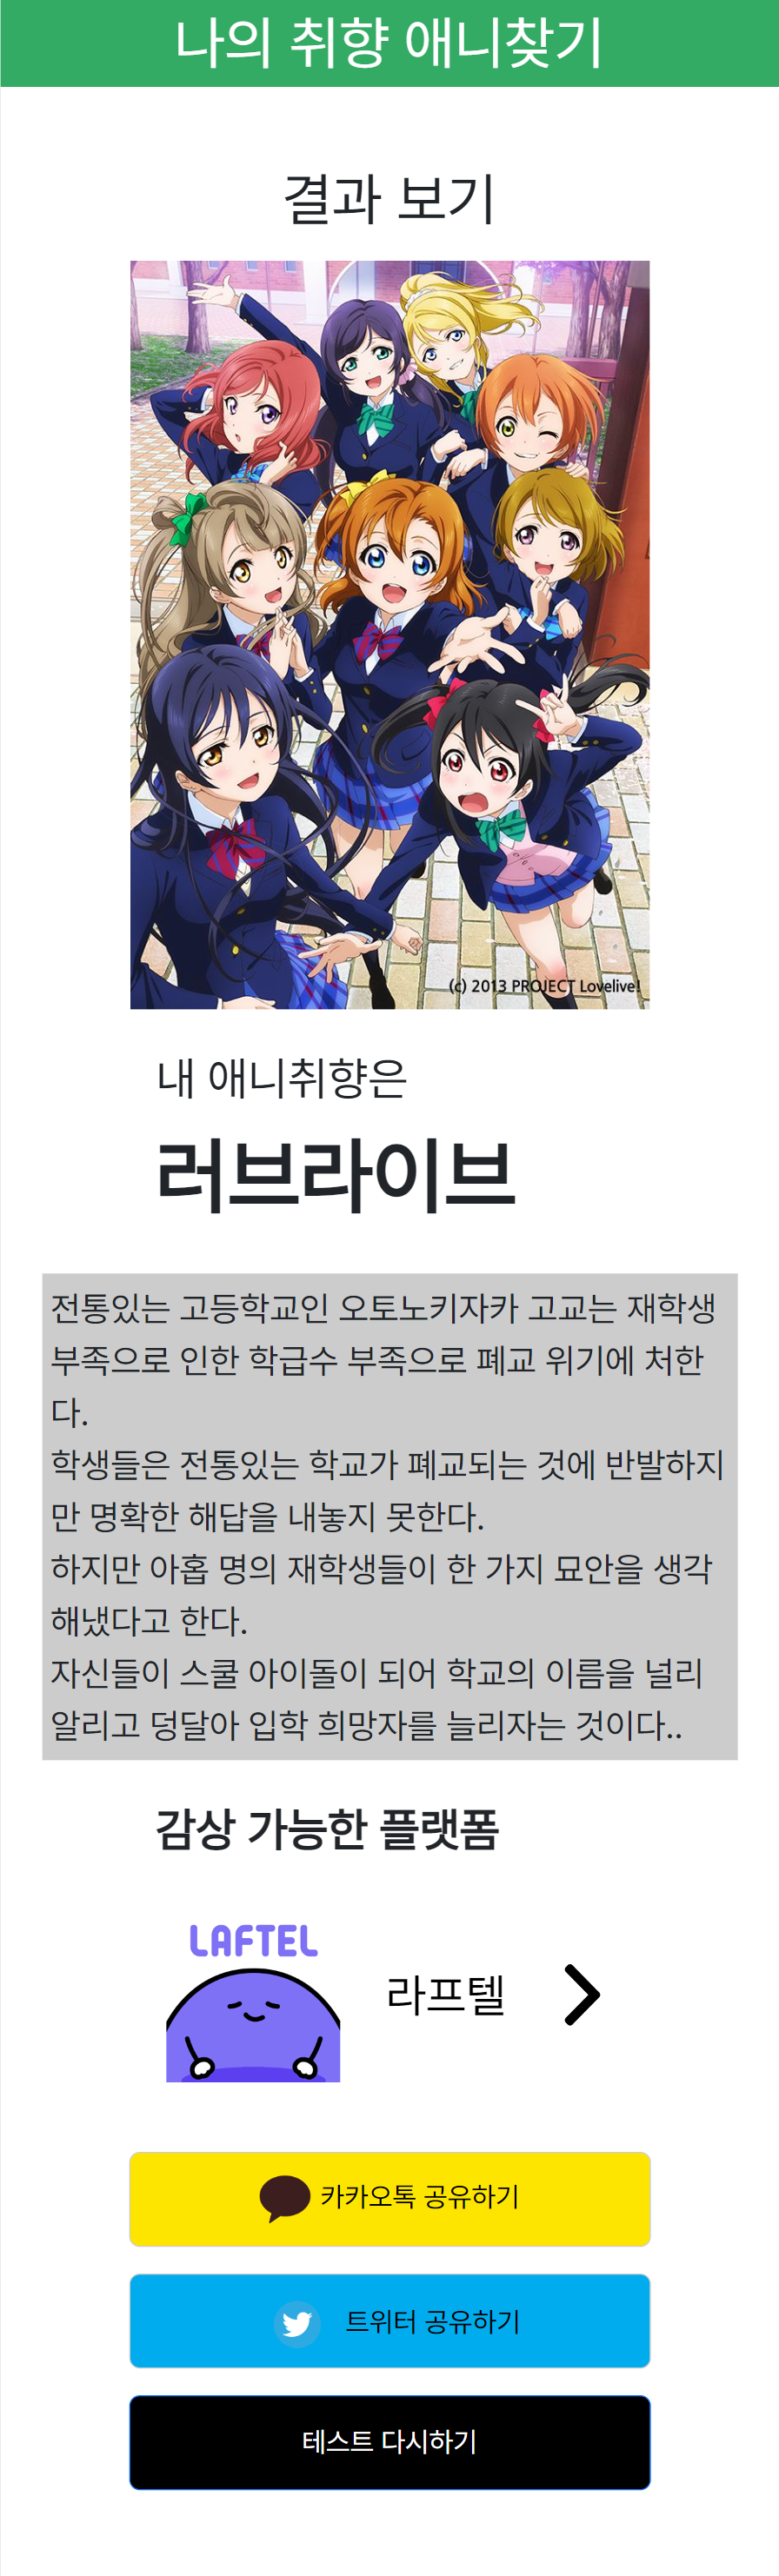 나의 취향 애니찾기
결과 보기
(c) 2013 PROJECT Lovelive!
내 애니취향은
러브라이브
전통있는 고등학교인 오토노키자카 고교는 재학생
부족으로 인한 학급수 부족으로 폐교 위기에 처한
다.
학생들은 전통있는 학교가 폐교되는 것에 반발하지
만 명확한 해답을 내놓지 못한다.
하지만 아홉 명의 재학생들이 한 가지 묘안을 생각
해냈다고 한다.
자신들이 스쿨 아이돌이 되어 학교의 이름을 널리
알리고 덩달아 입학 희망자를 늘리자는 것이다..
감상 가능한 플랫폼
LAFTEL
라프텔
카카오톡 공유하기
트위터 공유하기
테스트 다시하기